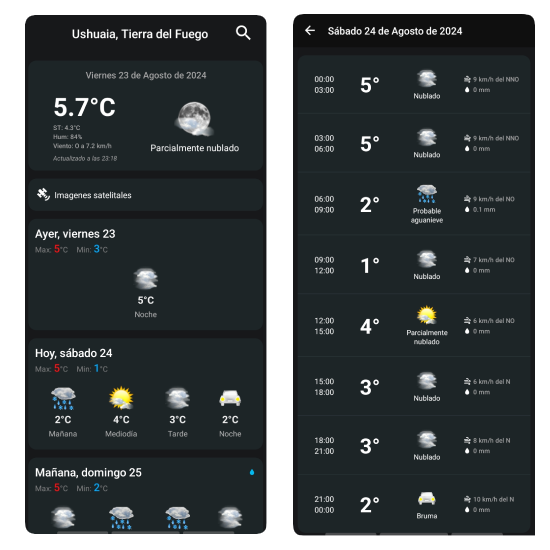 Ushuaia, Tierra del Fuego
Viernes 23 de Agosto de 2024
5.7°C
ST: 4.3°C
Hum: 84%
Viento: O a 7.2 km/h
Actualizado a las 23:18
Parcialmente nublado
Imagenes satelitales
Ayer, viernes 23
Max: 5°C Min: 3°C
5°C
Noche
Hoy, sábado 24
Max: 5°C Min: 1°C
2°C 4°C 3°C 2°C
Mañana Mediodía Tarde Noche
Mañana, domingo 25
Max: 5°C Min: 2°C
Sábado 24 de Agosto de 2024
00:00
03:00
5°
Nublado
9 km/h del NNO
0 mm
03:00
06:00
5°
Nublado
9 km/h del NNO
0 mm
06:00
09:00
2°
Probable
aguanieve
9 km/h del NO
0.1 mm
09:00
12:00
1°
Nublado
7 km/h del NO
0 mm
12:00
15:00
4°
Parcialmente
nublado
6 km/h del NO
0 mm
15:00
18:00
3°
Nublado
6 km/h del N
0 mm
18:00
21:00
3°
Nublado
8 km/h del N
0 mm
21:00
00:00
2°
Bruma
10 km/h del N
0 mm